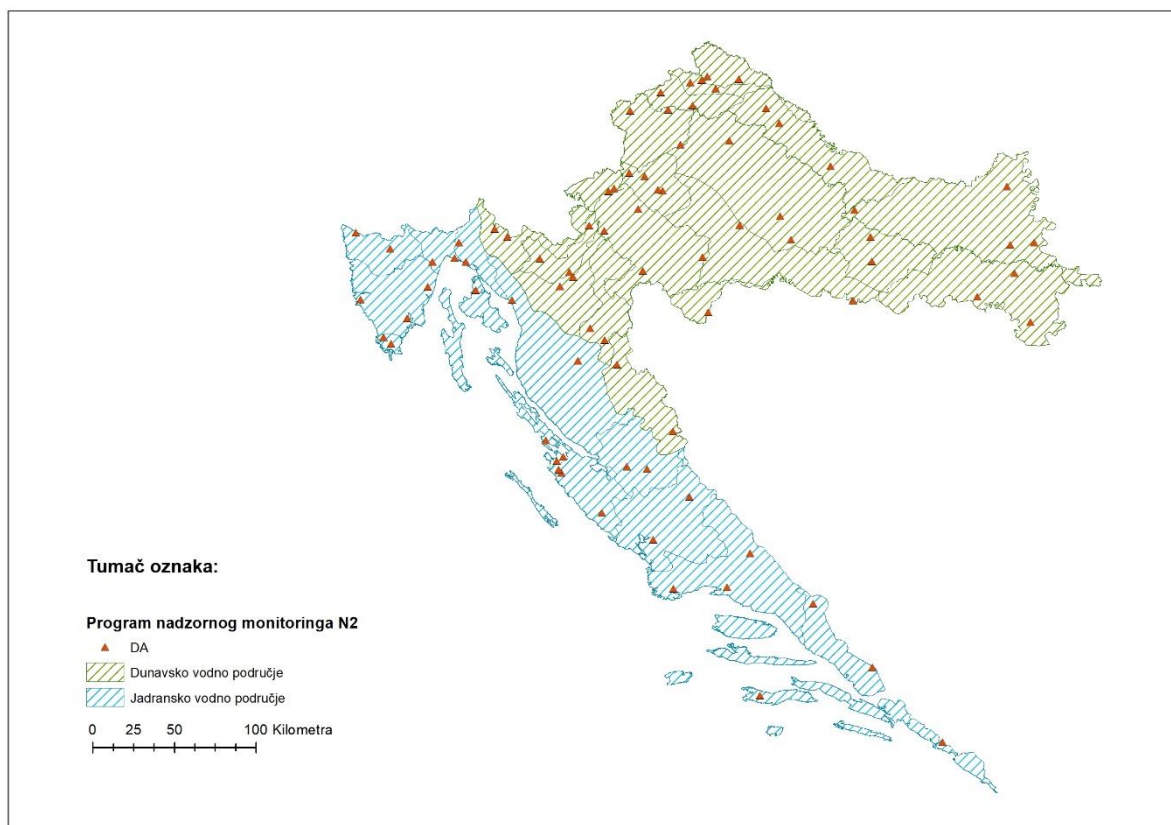 Tumač oznaka:
Program nadzornog monitoringa N2
DA
Dunavsko vodno područje
Jadransko vodno područje
0 25 50 100 Kilometra